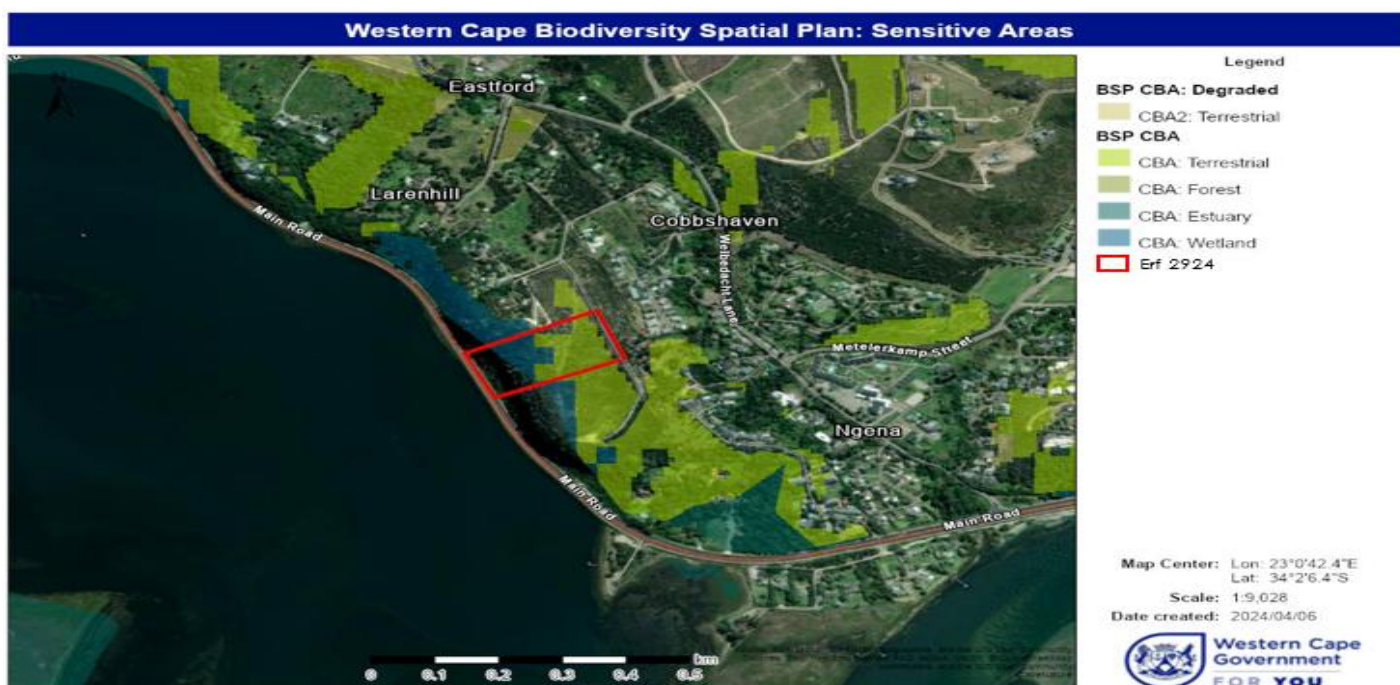 Western Cape Biodiversity Spatial Plan: Sensitive Areas
Legend
BSP CBA: Degraded
CBA2: Terrestrial
BSP CBA
CBA: Terrestrial
CBA: Forest
CBA: Estuary
CBA: Wetland
Erf 2924
Eastford
Larenhill
Main Road
Cobbshaven
Welbedacht Lane
Metelerkamp Street
Ngena
Main Road
Main Road
km
0 0.1 0.2 0.3 0.4 0.5
Map Center: Lon: 23°0'42.4"E
Lat: 34°2'6.4"S
Scale: 1:9,028
Date created: 2024/04/06
Western Cape
Government
FOR YOU